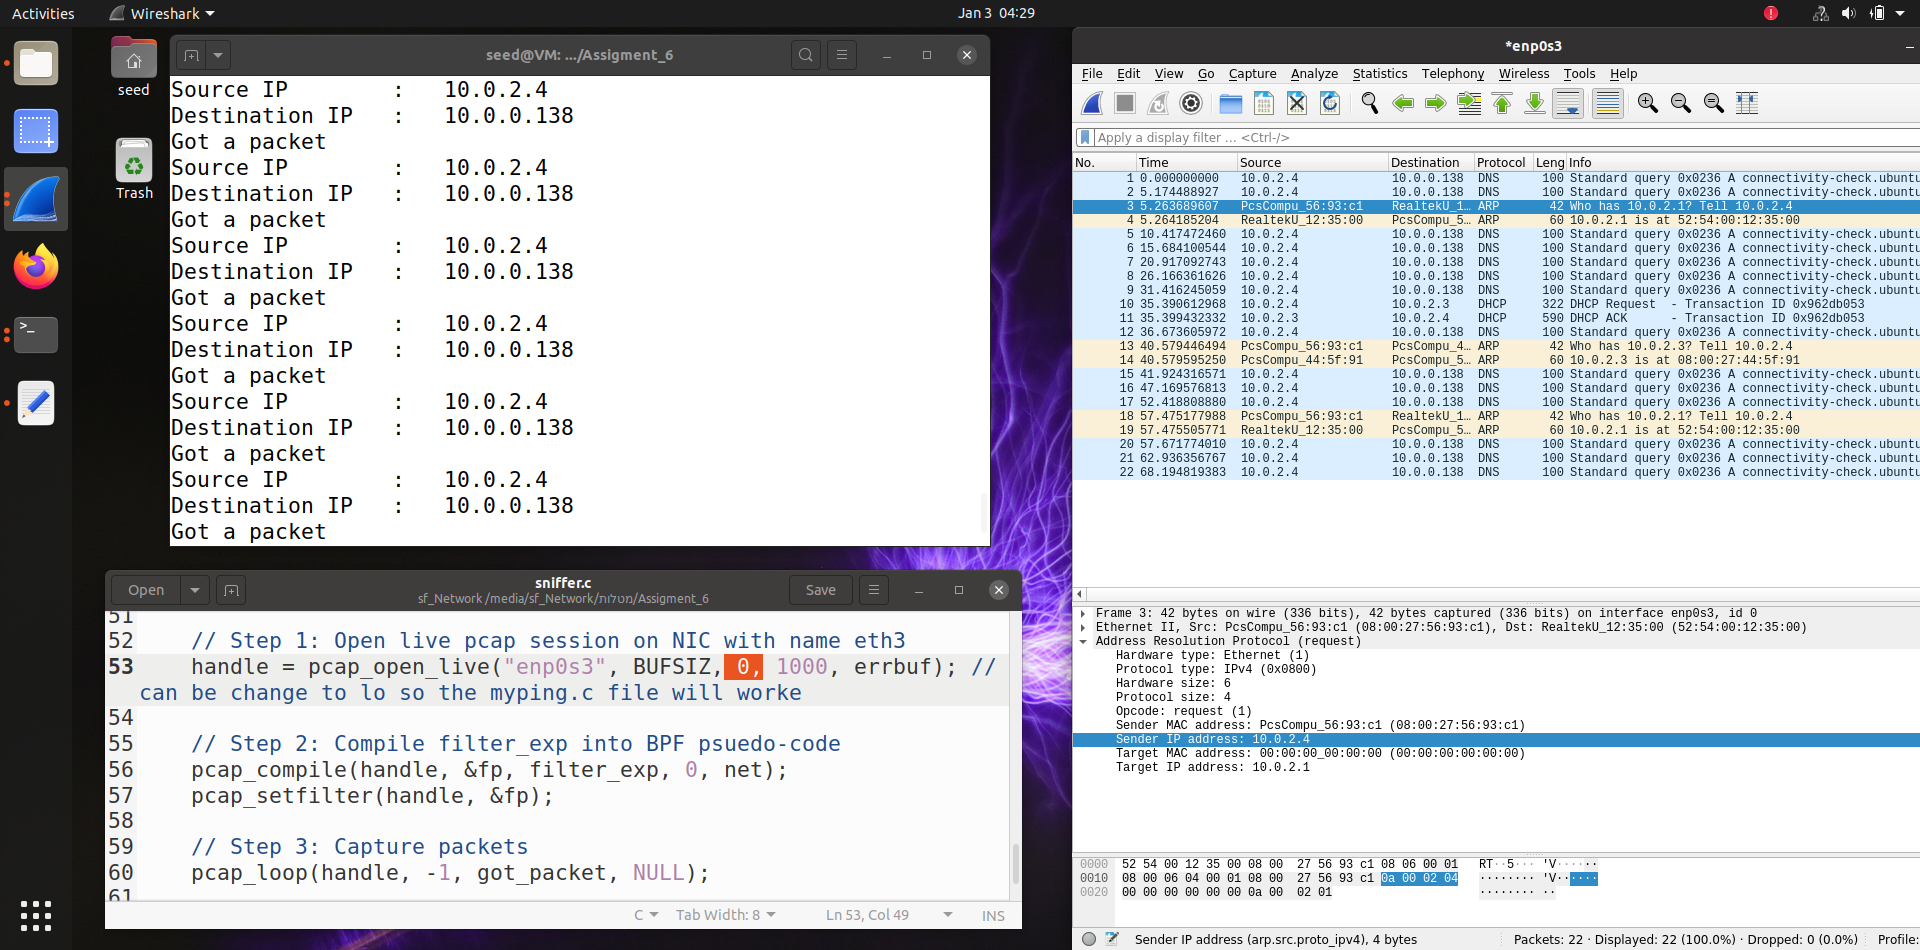 Activities
Wireshark
Jan 3 04:29
seed
Trash
seed@VM: .../Assigment_6
Source IP : 10.0.2.4
Destination IP : 10.0.0.138
Got a packet
Source IP : 10.0.2.4
Destination IP : 10.0.0.138
Got a packet
Source IP : 10.0.2.4
Destination IP : 10.0.0.138
Got a packet
Source IP : 10.0.2.4
Destination IP : 10.0.0.138
Got a packet
Source IP : 10.0.2.4
Destination IP : 10.0.0.138
Got a packet
Source IP : 10.0.2.4
Destination IP : 10.0.0.138
Got a packet
Open
sniffer.c
sf_Network /media/sf_Network/מטלות/Assigment_6
Save
51
52 // Step 1: Open live pcap session on NIC with name eth3
53 handle = pcap_open_live("enp0s3", BUFSIZ, 0, 1000, errbuf); //
can be change to lo so the myping.c file will worke
54
55 // Step 2: Compile filter_exp into BPF psuedo-code
56 pcap_compile(handle, &fp, filter_exp, 0, net);
57 pcap_setfilter(handle, &fp);
58
59 // Step 3: Capture packets
60 pcap_loop(handle, -1, got_packet, NULL);
61
C Tab Width: 8 Ln 53, Col 49 INS
*enp0s3
File Edit View Go Capture Analyze Statistics Telephony Wireless Tools Help
Apply a display filter ... <Ctrl-/>
No. Time Source Destination Protocol Leng Info
1 0.000000000 10.0.2.4 10.0.0.138 DNS 100 Standard query 0x0236 A connectivity-check.ubuntu
2 5.174488927 10.0.2.4 10.0.0.138 DNS 100 Standard query 0x0236 A connectivity-check.ubuntu
3 5.263689607 PcsCompu_56:93:c1 RealtekU_1… ARP 42 Who has 10.0.2.1? Tell 10.0.2.4
4 5.264185204 RealtekU_12:35:00 PcsCompu_5… ARP 60 10.0.2.1 is at 52:54:00:12:35:00
5 10.417472460 10.0.2.4 10.0.0.138 DNS 100 Standard query 0x0236 A connectivity-check.ubuntu
6 15.684100544 10.0.2.4 10.0.0.138 DNS 100 Standard query 0x0236 A connectivity-check.ubuntu
7 20.917092743 10.0.2.4 10.0.0.138 DNS 100 Standard query 0x0236 A connectivity-check.ubuntu
8 26.166361626 10.0.2.4 10.0.0.138 DNS 100 Standard query 0x0236 A connectivity-check.ubuntu
9 31.416245059 10.0.2.4 10.0.0.138 DNS 100 Standard query 0x0236 A connectivity-check.ubuntu
10 35.390612968 10.0.2.4 10.0.2.3 DHCP 322 DHCP Request - Transaction ID 0x962db053
11 35.399432332 10.0.2.3 10.0.2.4 DHCP 590 DHCP ACK - Transaction ID 0x962db053
12 36.673605972 10.0.2.4 10.0.0.138 DNS 100 Standard query 0x0236 A connectivity-check.ubuntu
13 40.579446494 PcsCompu_56:93:c1 PcsCompu_4… ARP 42 Who has 10.0.2.3? Tell 10.0.2.4
14 40.579595250 PcsCompu_44:5f:91 PcsCompu_5… ARP 60 10.0.2.3 is at 08:00:27:44:5f:91
15 41.924316571 10.0.2.4 10.0.0.138 DNS 100 Standard query 0x0236 A connectivity-check.ubuntu
16 47.169576813 10.0.2.4 10.0.0.138 DNS 100 Standard query 0x0236 A connectivity-check.ubuntu
17 52.418808880 10.0.2.4 10.0.0.138 DNS 100 Standard query 0x0236 A connectivity-check.ubuntu
18 57.475177988 PcsCompu_56:93:c1 RealtekU_1… ARP 42 Who has 10.0.2.1? Tell 10.0.2.4
19 57.475505771 RealtekU_12:35:00 PcsCompu_5… ARP 60 10.0.2.1 is at 52:54:00:12:35:00
20 57.671774010 10.0.2.4 10.0.0.138 DNS 100 Standard query 0x0236 A connectivity-check.ubuntu
21 62.936356767 10.0.2.4 10.0.0.138 DNS 100 Standard query 0x0236 A connectivity-check.ubuntu
22 68.194819383 10.0.2.4 10.0.0.138 DNS 100 Standard query 0x0236 A connectivity-check.ubuntu
Frame 3: 42 bytes on wire (336 bits), 42 bytes captured (336 bits) on interface enp0s3, id 0
Ethernet II, Src: PcsCompu_56:93:c1 (08:00:27:56:93:c1), Dst: RealtekU_12:35:00 (52:54:00:12:35:00)
Address Resolution Protocol (request)
Hardware type: Ethernet (1)
Protocol type: IPv4 (0x0800)
Hardware size: 6
Protocol size: 4
Opcode: request (1)
Sender MAC address: PcsCompu_56:93:c1 (08:00:27:56:93:c1)
Sender IP address: 10.0.2.4
Target MAC address: 00:00:00_00:00:00 (00:00:00:00:00:00)
Target IP address: 10.0.2.1
0000 52 54 00 12 35 00 08 00 27 56 93 c1 08 06 00 01 RT··5··· 'V······
0010 08 00 06 04 00 01 08 00 27 56 93 c1 0a 00 02 04 ········ 'V······
0020 00 00 00 00 00 00 0a 00 02 01 ········ ··
Sender IP address (arp.src.proto_ipv4), 4 bytes
Packets: 22 · Displayed: 22 (100.0%) · Dropped: 0 (0.0%)
Profile: